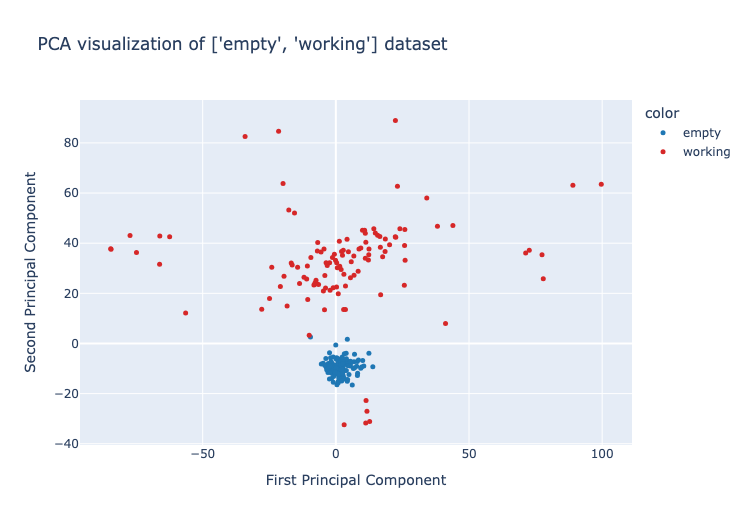 PCA visualization of ['empty', 'working'] dataset
color
empty
working
80
60
40
20
0
−20
−40
Second Principal Component
−50
0
50
100
First Principal Component